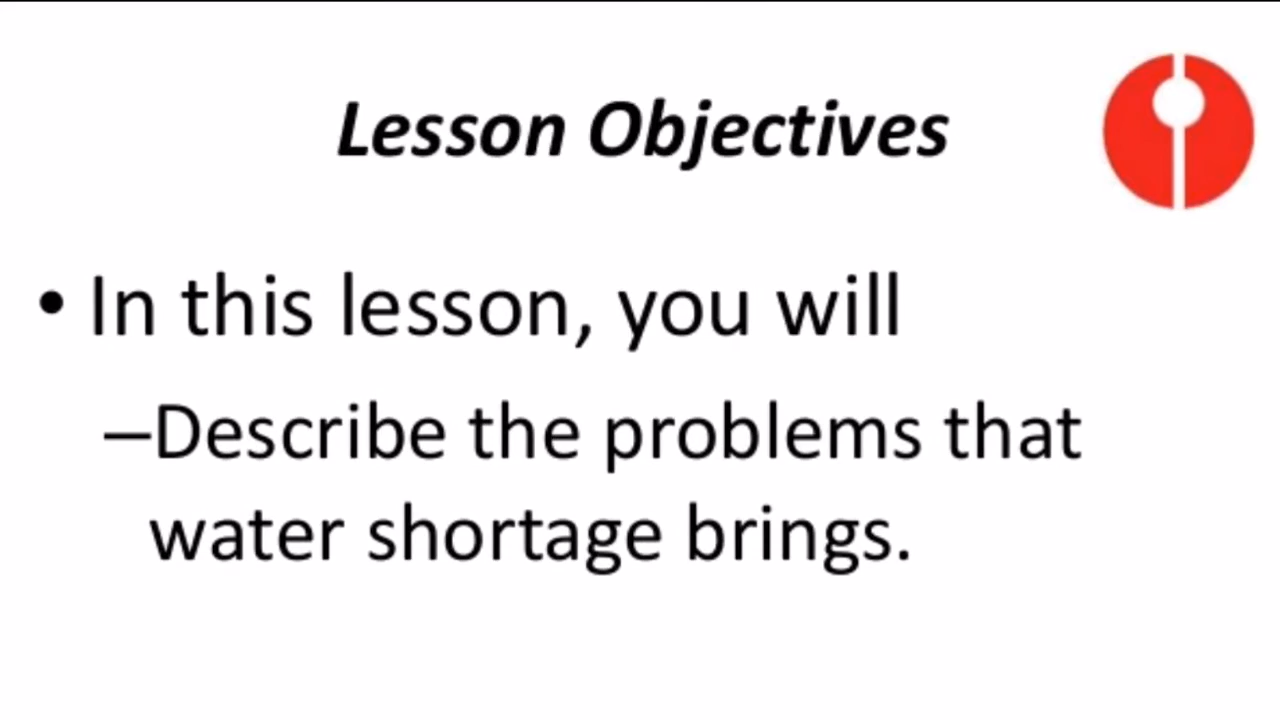 Lesson Objectives
• In this lesson, you will
–Describe the problems that
water shortage brings.